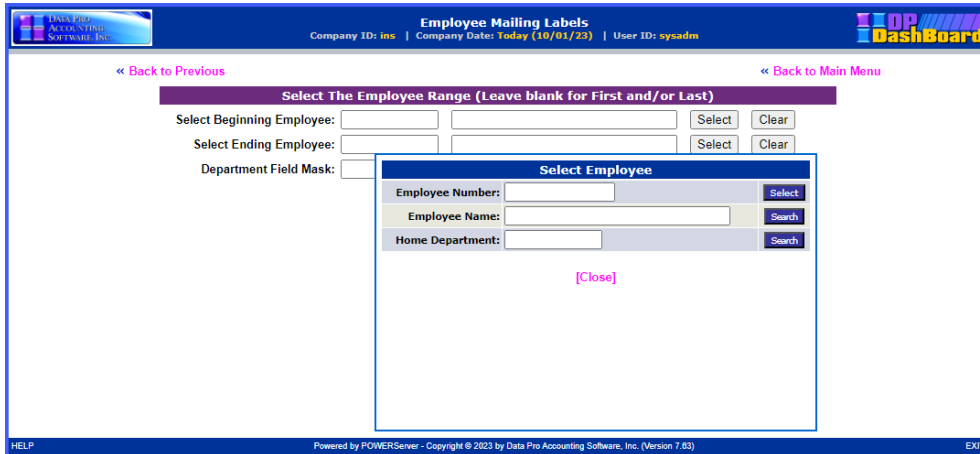 DATA PRO
ACCOUNTING
SOFTWARE, INC.
Employee Mailing Labels
Company ID: ins | Company Date: Today (10/01/23) | User ID: sysadm
DP
DashBoard
« Back to Previous
« Back to Main Menu
Select The Employee Range (Leave blank for First and/or Last)
Select Beginning Employee: Select Clear
Select Ending Employee: Select Clear
Department Field Mask:
Select Employee
Employee Number: Select
Employee Name: Search
Home Department: Search
[Close]
HELP Powered by POWERServer - Copyright © 2023 by Data Pro Accounting Software, Inc. (Version 7.63) EXI